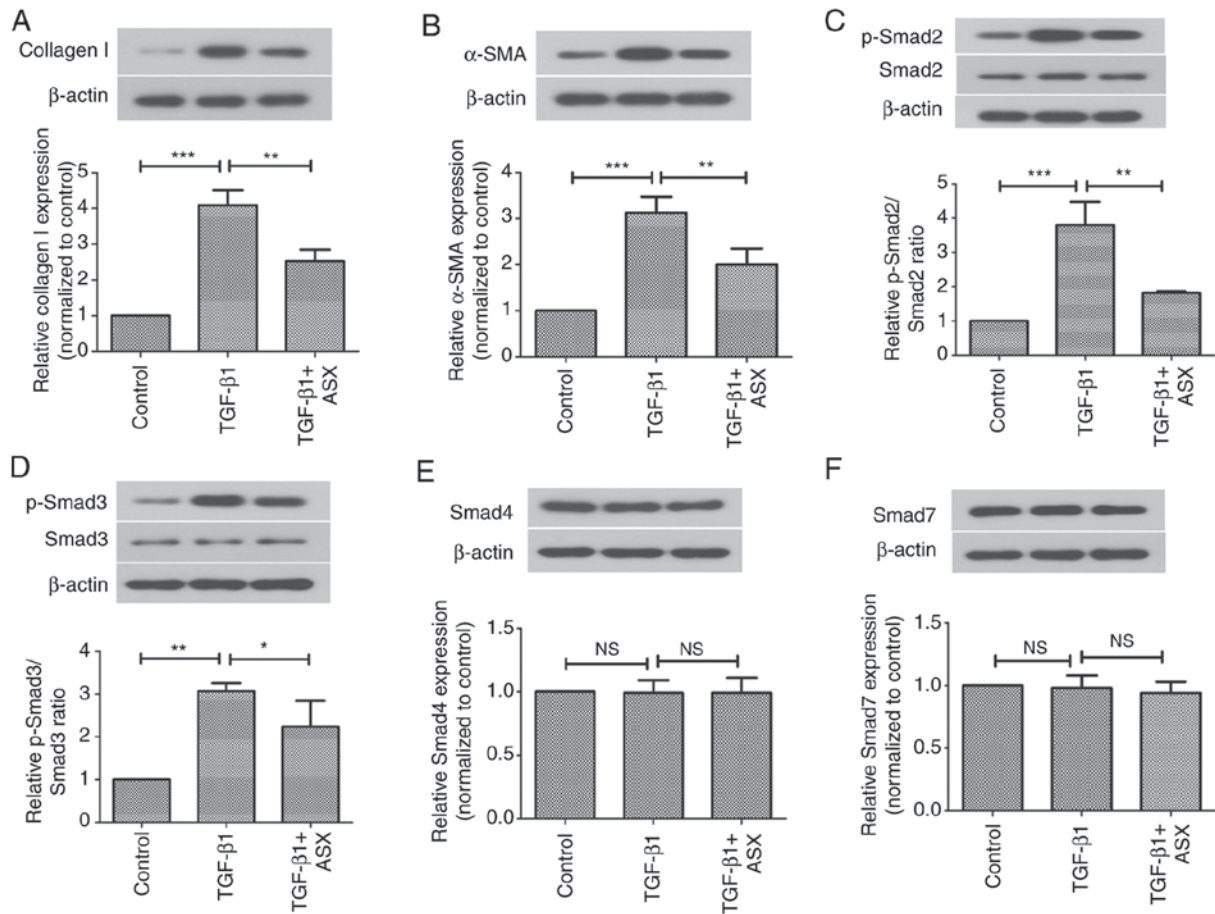 A
Collagen I
β-actin
Relative collagen I expression
(normalized to control)
5
4
3
2
1
0
***
**
Control
TGF-β1
TGF-β1+
ASX
B
α-SMA
β-actin
Relative α-SMA expression
(normalized to control)
4
3
2
1
0
***
**
Control
TGF-β1
TGF-β1+
ASX
C
p-Smad2
Smad2
β-actin
Relative p-Smad2/
Smad2 ratio
5
4
3
2
1
0
***
**
Control
TGF-β1
TGF-β1+
ASX
D
p-Smad3
Smad3
β-actin
Relative p-Smad3/
Smad3 ratio
4
3
2
1
0
**
*
Control
TGF-β1
TGF-β1+
ASX
E
Smad4
β-actin
Relative Smad4 expression
(normalized to control)
1.5
1.0
0.5
0.0
NS
NS
Control
TGF-β1
TGF-β1+
ASX
F
Smad7
β-actin
Relative Smad7 expression
(normalized to control)
1.5
1.0
0.5
0.0
NS
NS
Control
TGF-β1
TGF-β1+
ASX